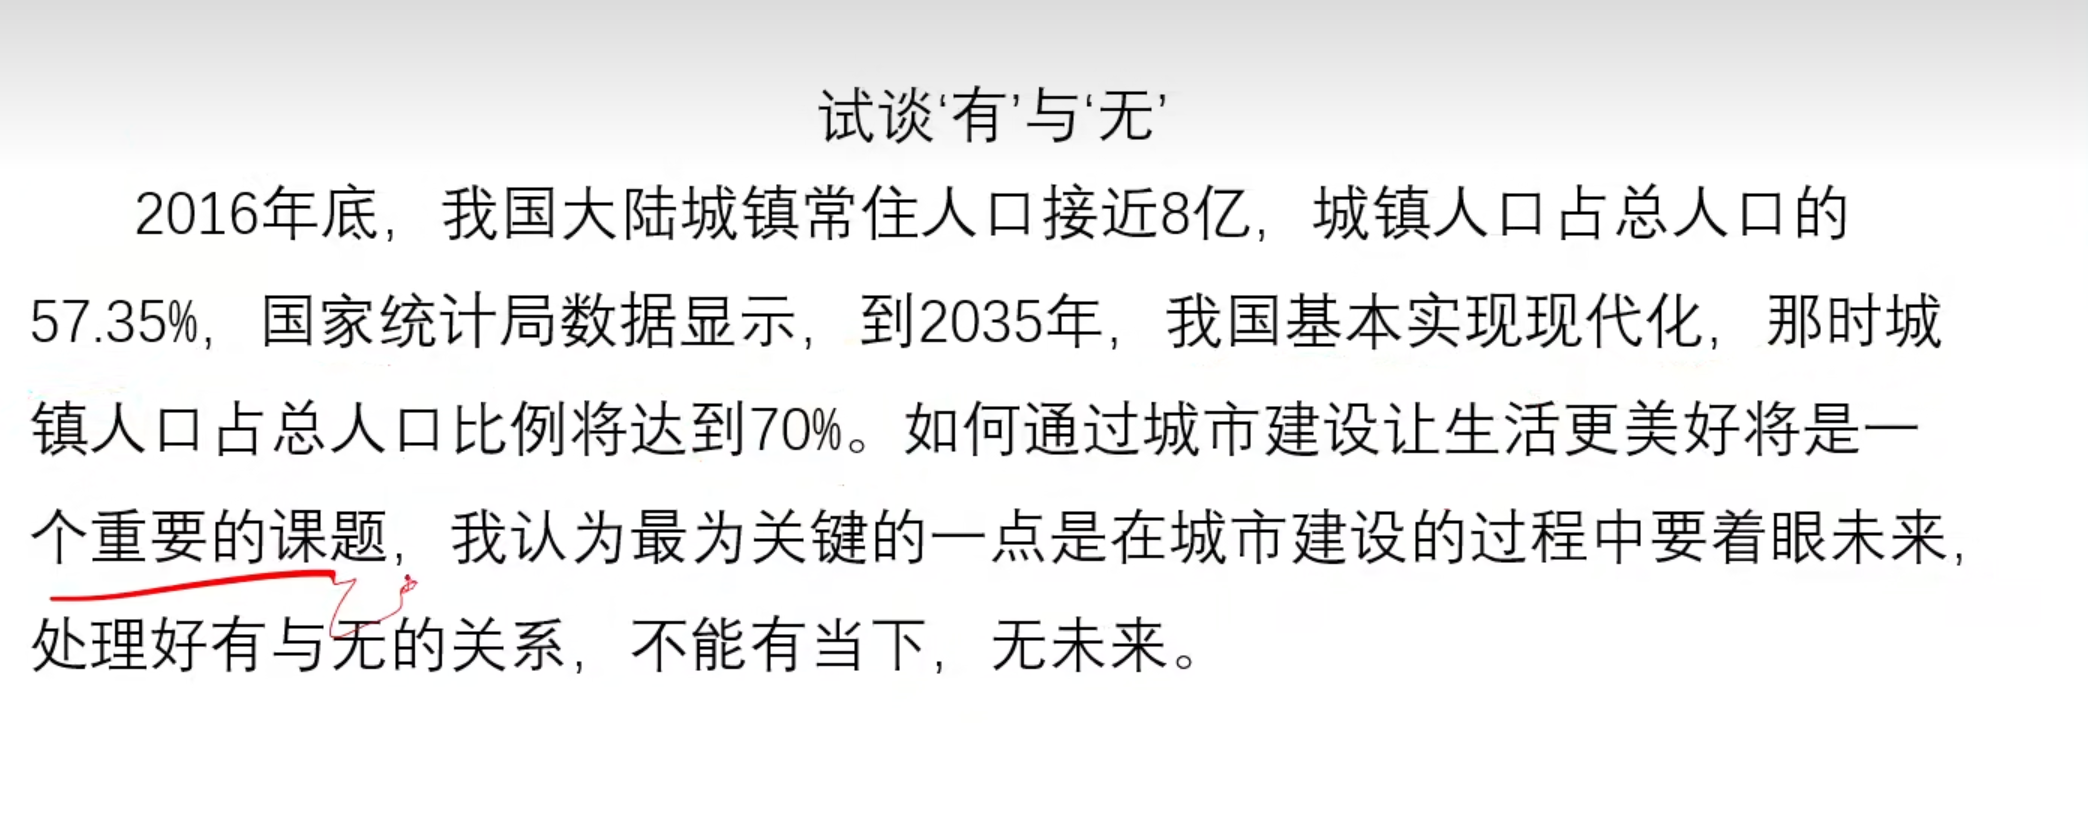 试谈‘有’与‘无’
2016年底，我国大陆城镇常住人口接近8亿，城镇人口占总人口的
57.35%，国家统计局数据显示，到2035年，我国基本实现现代化，那时城
镇人口占总人口比例将达到70%。如何通过城市建设让生活更美好将是一
个重要的课题，我认为最为关键的一点是在城市建设的过程中要着眼未来，
处理好有与无的关系，不能有当下，无未来。